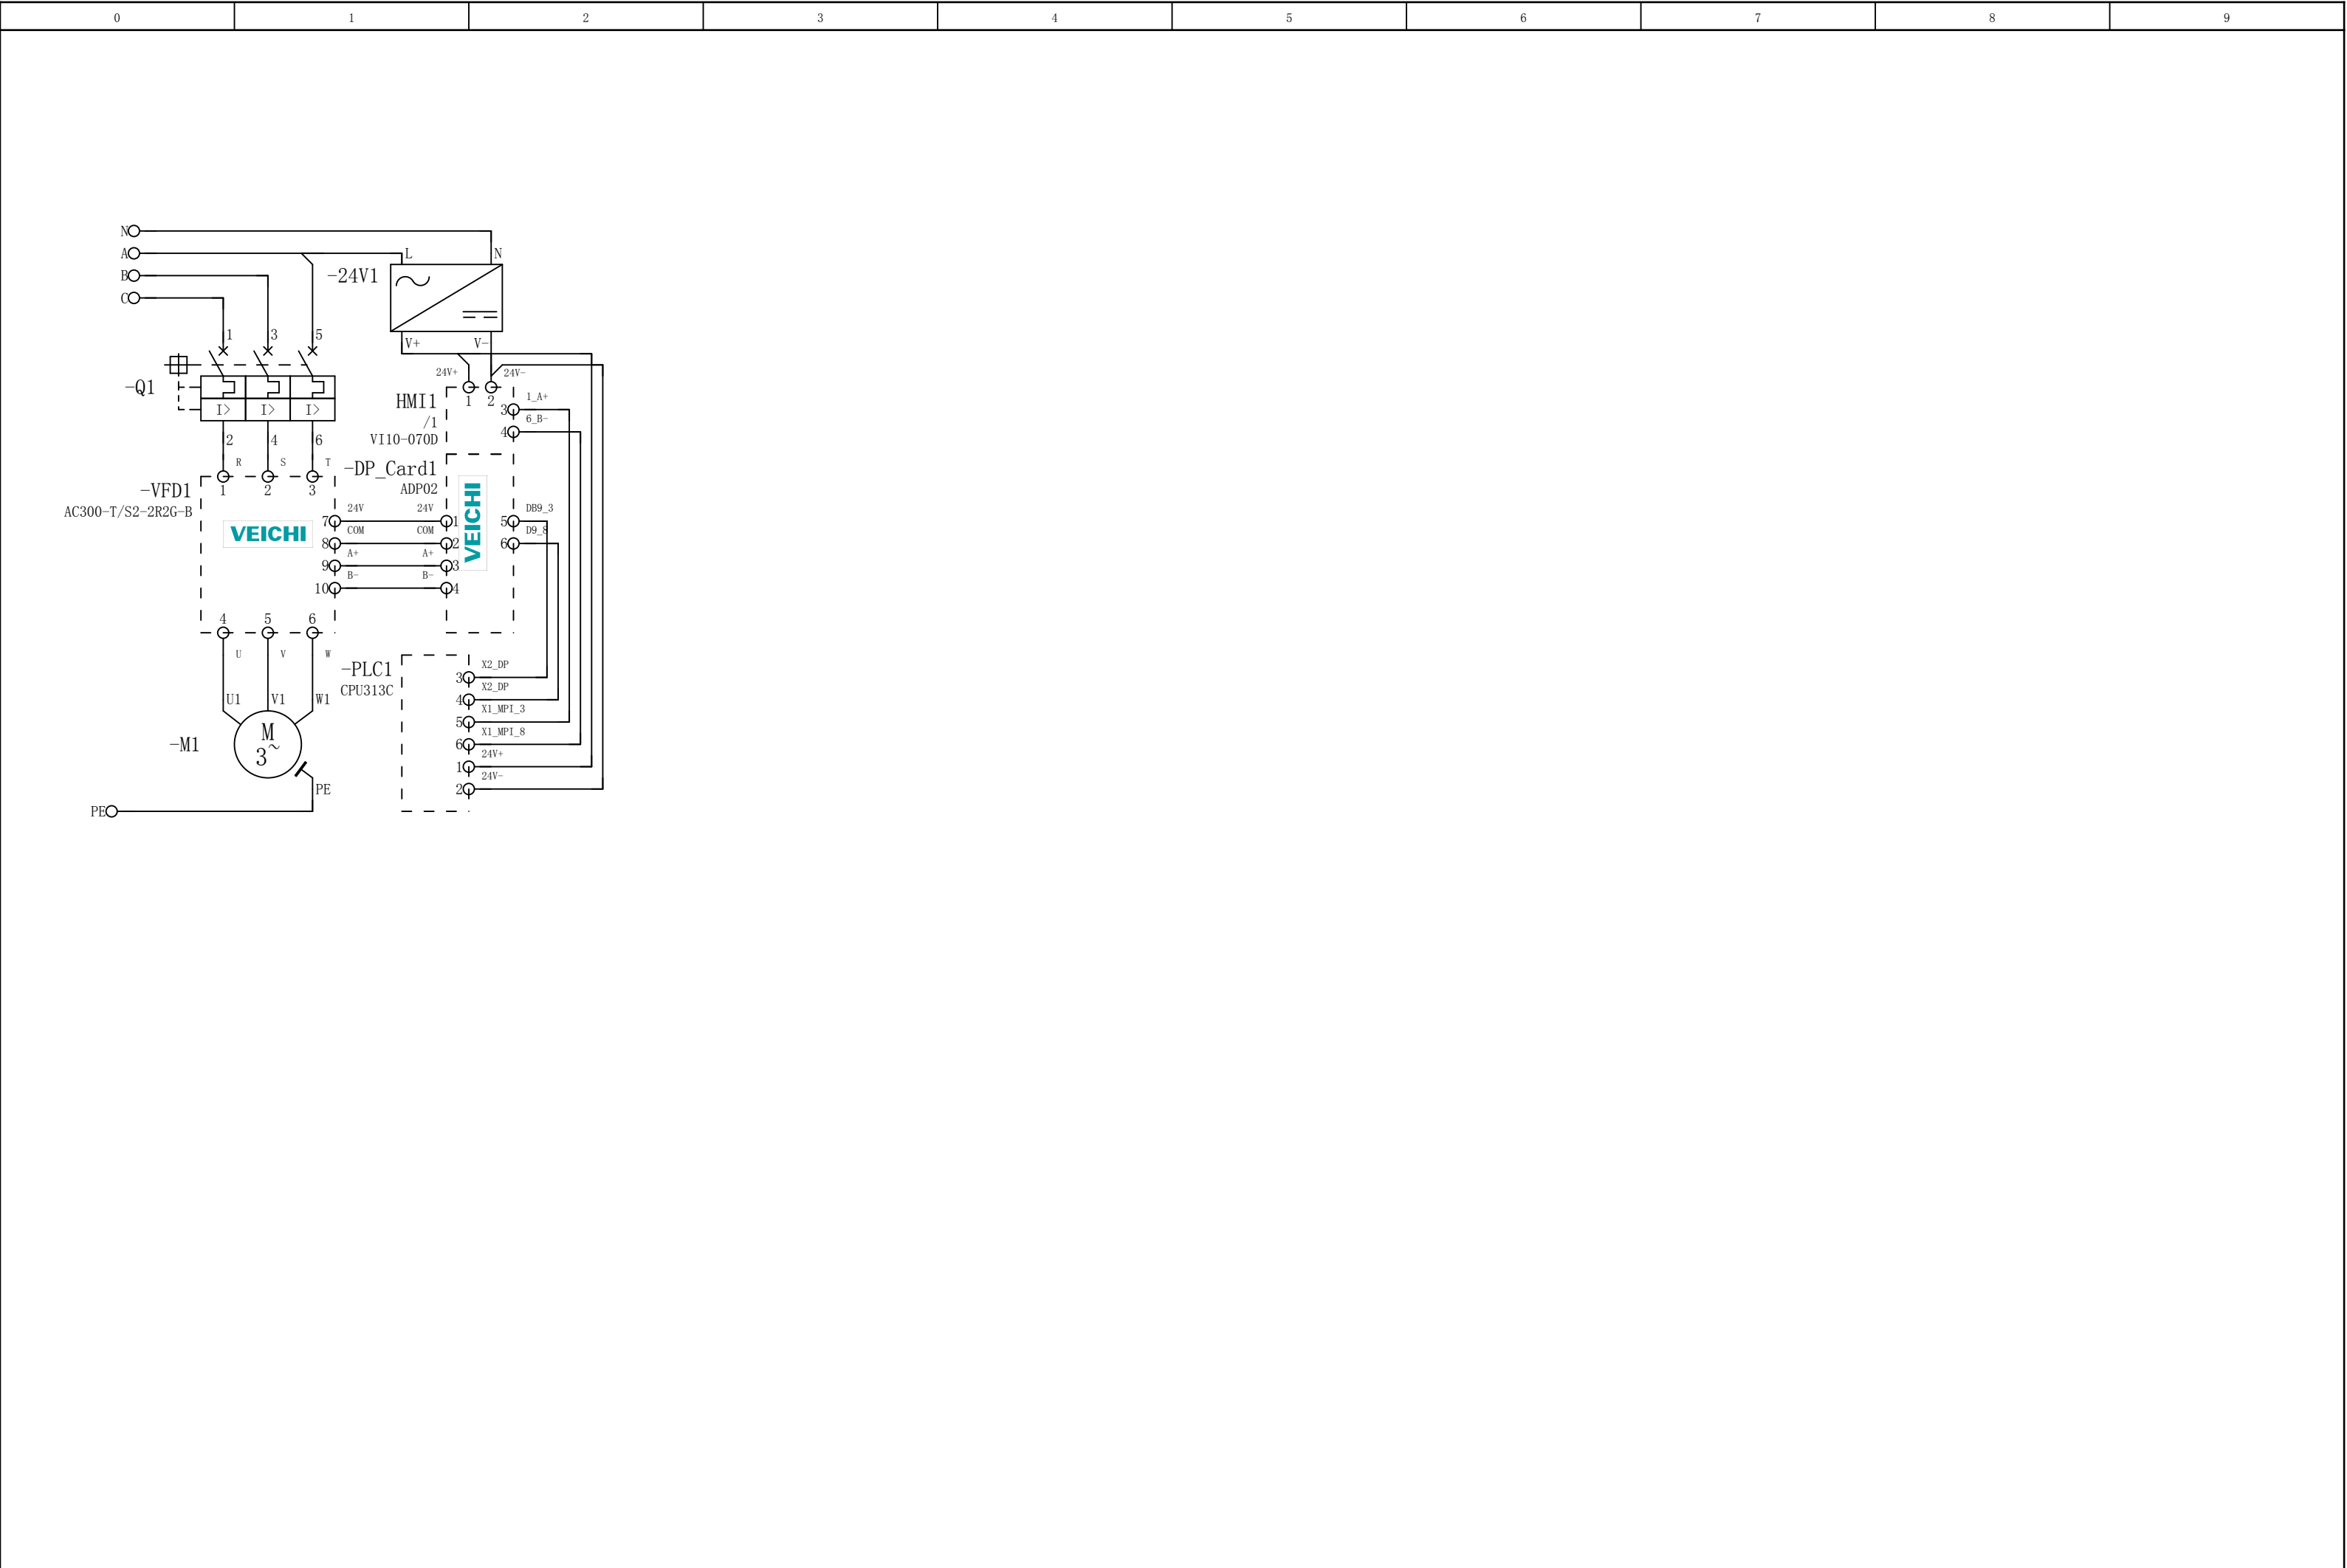 0 1 2 3 4 5 6 7 8 9
N
A
B
C
L N
-24V1
1 3 5
V+ V-
24V+ 24V-
-Q1
I> I> I>
2 4 6
HMI1
/1
VI10-070D
1 2
3 1_A+
4 6_B-
R S T
1 2 3
-VFD1
AC300-T/S2-2R2G-B
VEICHI
-DP_Card1
ADP02
VEICHI
7 24V 24V 1
8 COM COM 2
9 A+ A+ 3
10 B- B- 4
5 DB9_3
6 D9_8
4 5 6
U V W
-PLC1
CPU313C
3 X2_DP
4 X2_DP
5 X1_MPI_3
6 X1_MPI_8
1 24V+
2 24V-
U1 V1 W1
-M1
M
3~
PE
PE